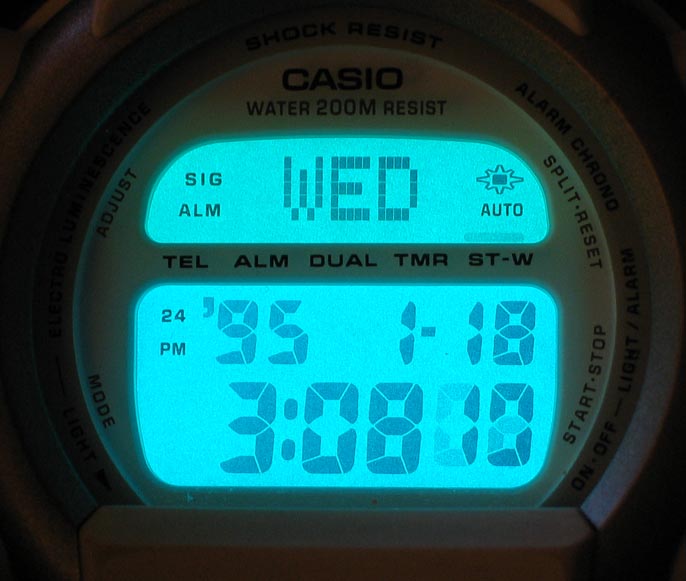 SHOCK RESIST
CASIO
WATER 200M RESIST
ELECTRO LUMINESCENCE
ADJUST
ALARM CHRONO
SPLIT·RESET
SIG
ALM
WED
AUTO
TEL ALM DUAL TMR ST-W
24
PM
'95 1-18
3:08 10
MODE
LIGHT
START·STOP
ON·OFF — LIGHT / ALARM